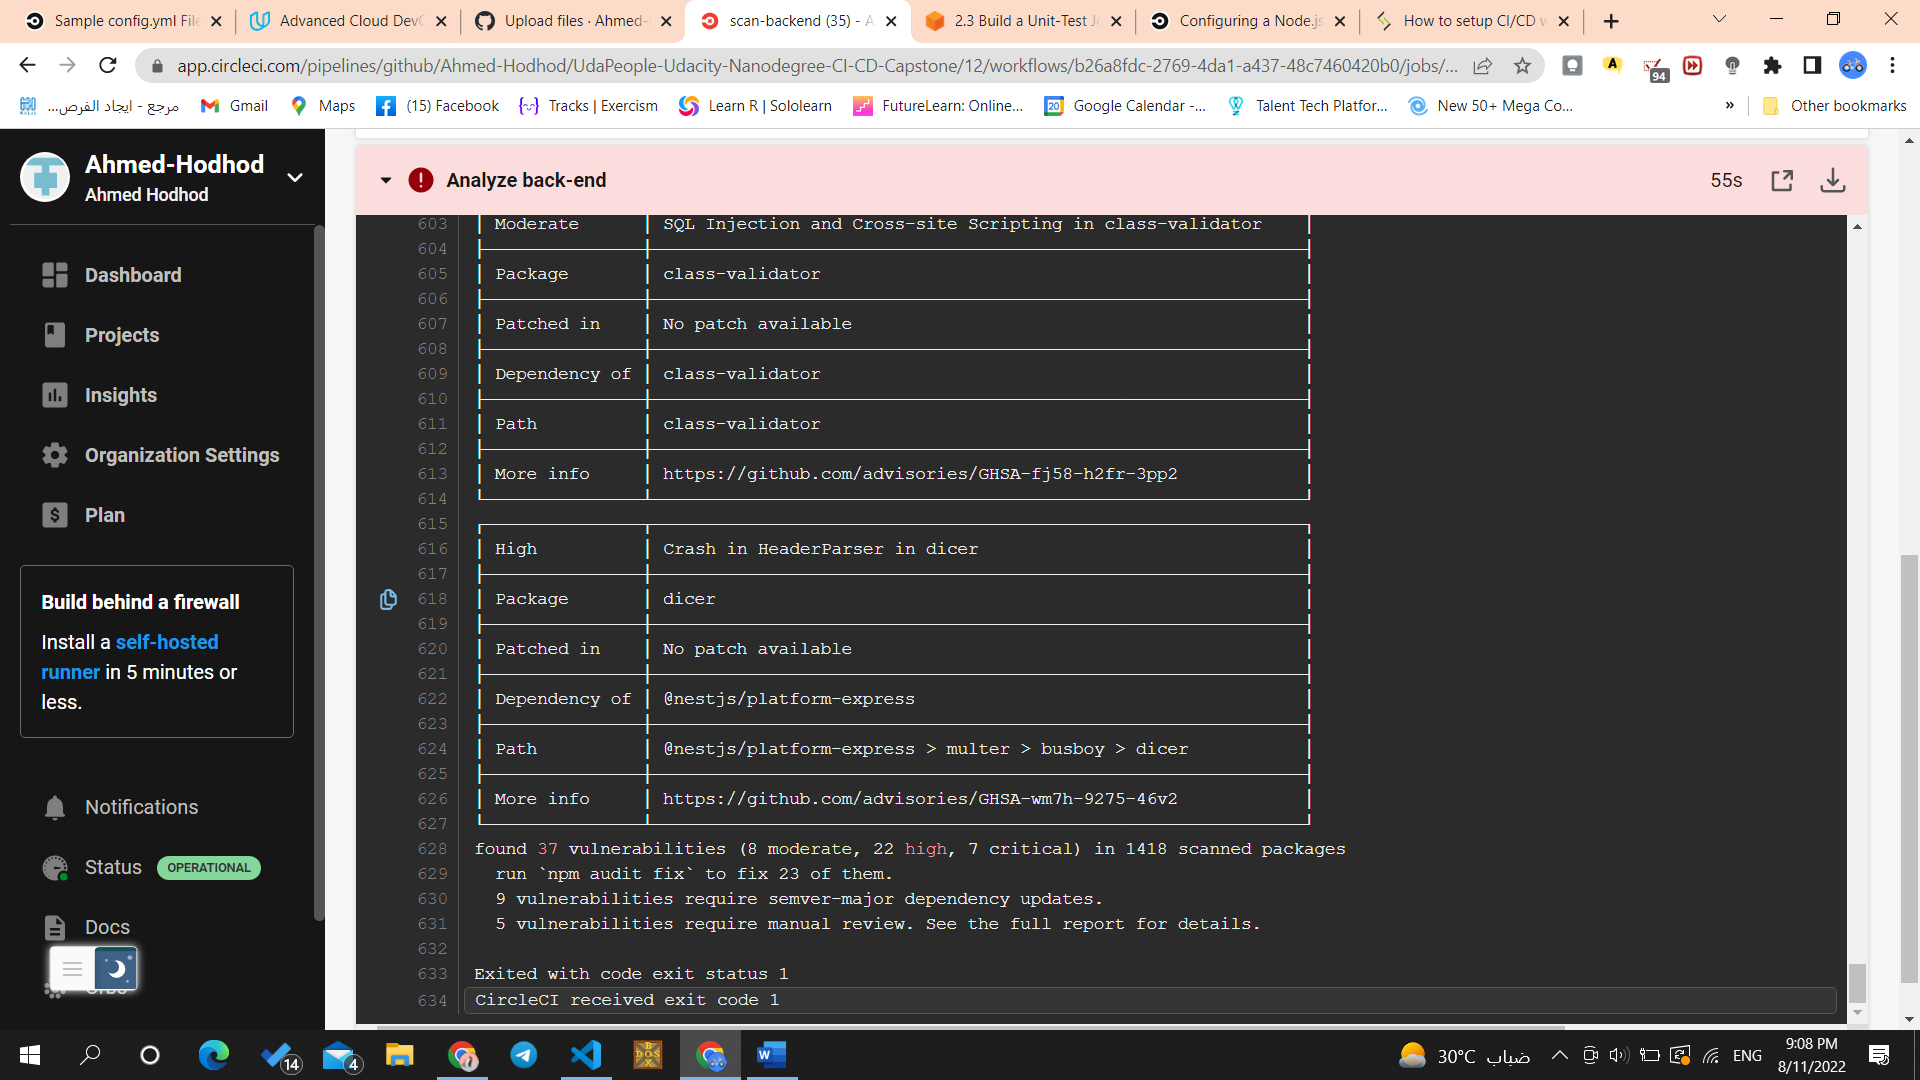 Sample config.yml File
Advanced Cloud DevO
Upload files · Ahmed-
scan-backend (35) - A
2.3 Build a Unit-Test Jo
Configuring a Node.js
How to setup CI/CD w
app.circleci.com/pipelines/github/Ahmed-Hodhod/UdaPeople-Udacity-Nanodegree-CI-CD-Capstone/12/workflows/b26a8fdc-2769-4da1-a437-48c7460420b0/jobs/...
94
مرجع - ايجاد الفرص...
Gmail
Maps
(15) Facebook
Tracks | Exercism
Learn R | Sololearn
FutureLearn: Online...
Google Calendar -...
Talent Tech Platfor...
New 50+ Mega Co...
»
Other bookmarks
Ahmed-Hodhod
Ahmed Hodhod
Dashboard
Projects
Insights
Organization Settings
Plan
Build behind a firewall
Install a self-hosted
runner in 5 minutes or
less.
Notifications
Status OPERATIONAL
Docs
Analyze back-end 55s
603 Moderate SQL Injection and Cross-site Scripting in class-validator
604
605 Package class-validator
606
607 Patched in No patch available
608
609 Dependency of class-validator
610
611 Path class-validator
612
613 More info https://github.com/advisories/GHSA-fj58-h2fr-3pp2
614
615
616 High Crash in HeaderParser in dicer
617
618 Package dicer
619
620 Patched in No patch available
621
622 Dependency of @nestjs/platform-express
623
624 Path @nestjs/platform-express > multer > busboy > dicer
625
626 More info https://github.com/advisories/GHSA-wm7h-9275-46v2
627
628 found 37 vulnerabilities (8 moderate, 22 high, 7 critical) in 1418 scanned packages
629 run `npm audit fix` to fix 23 of them.
630 9 vulnerabilities require semver-major dependency updates.
631 5 vulnerabilities require manual review. See the full report for details.
632
633 Exited with code exit status 1
634 CircleCI received exit code 1
14
4
30°C ضباب
ENG
9:08 PM
8/11/2022